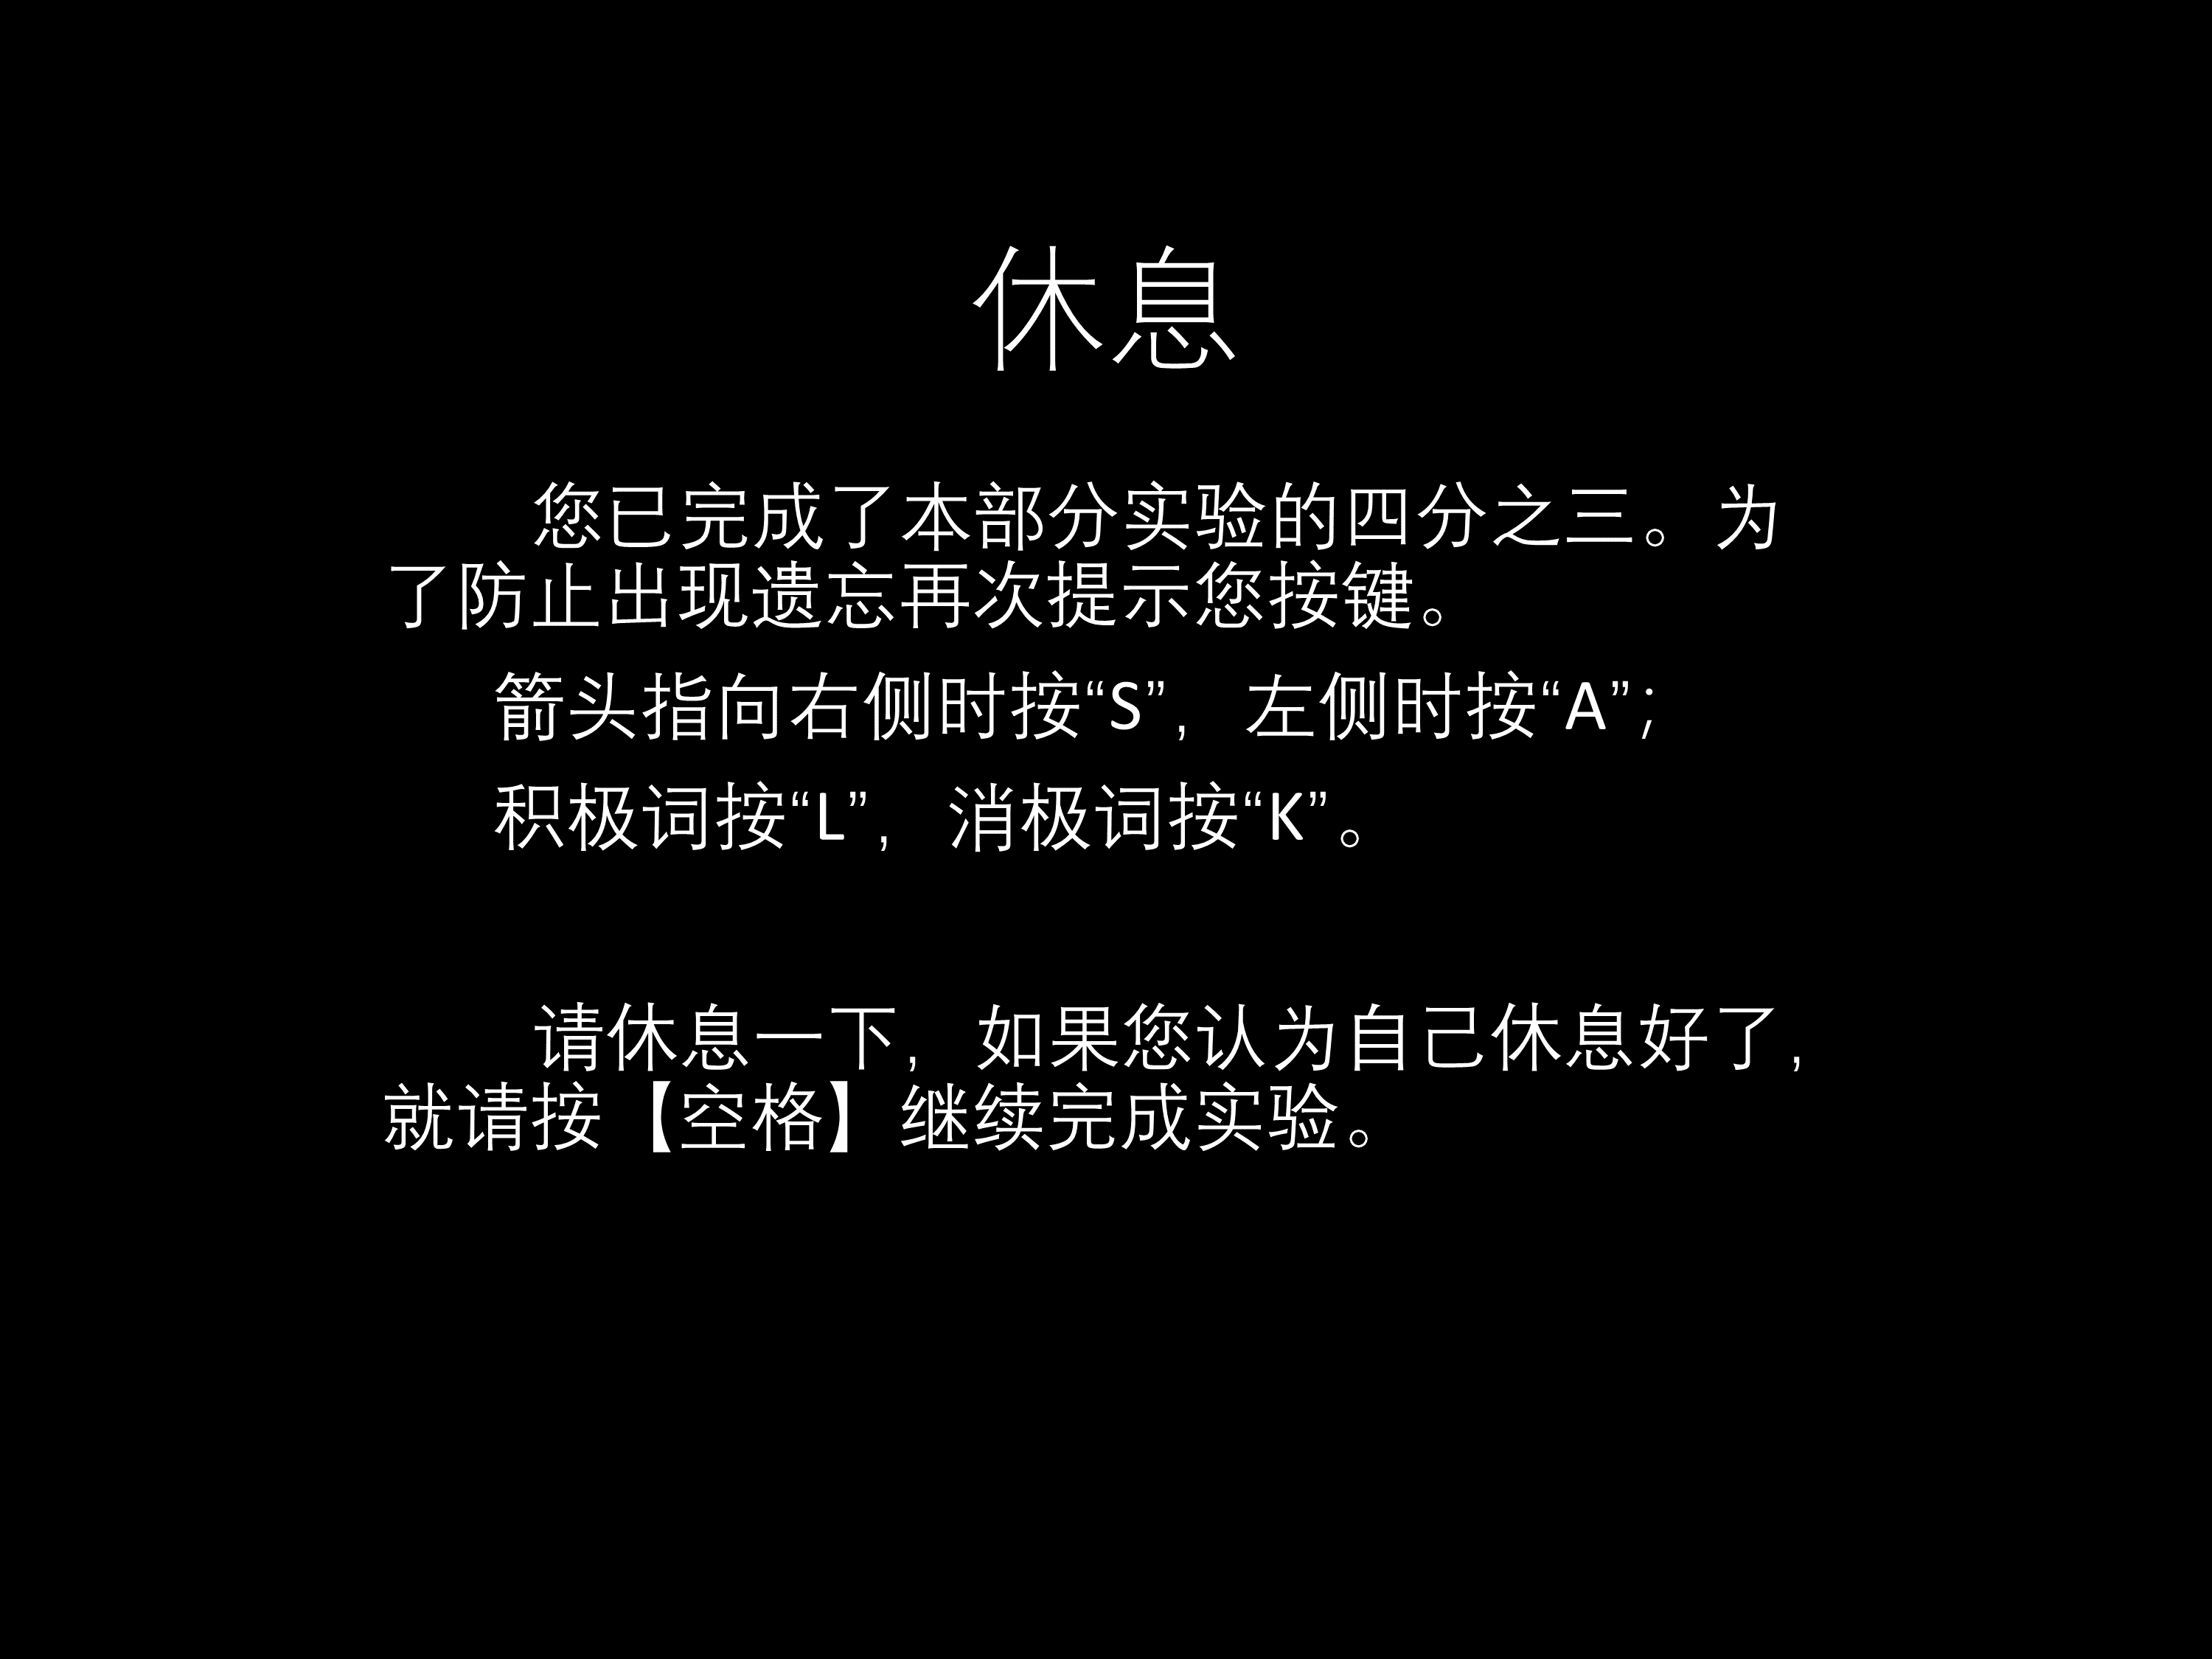 休息
您已完成了本部分实验的四分之三。为
了防止出现遗忘再次提示您按键。
箭头指向右侧时按“S”，左侧时按“A”；
积极词按“L”，消极词按“K”。
请休息一下，如果您认为自己休息好了，
就请按【空格】继续完成实验。